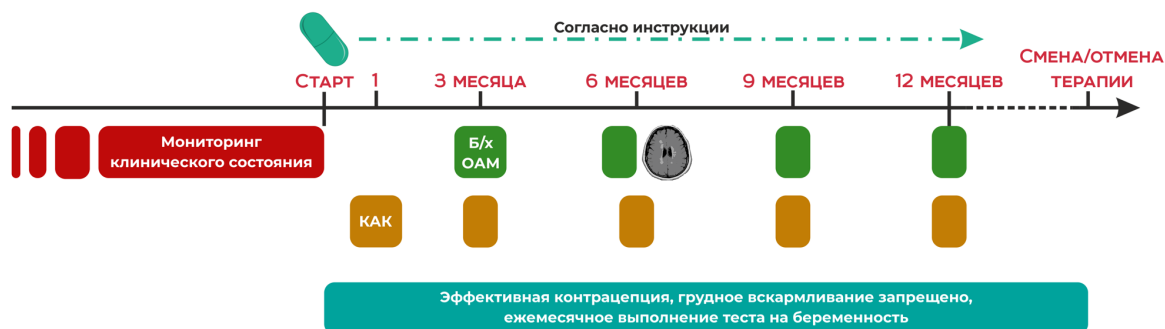 Согласно инструкции
Смена/отмена
терапии
Старт
1
3 месяца
6 месяцев
9 месяцев
12 месяцев
Мониторинг
клинического состояния
Б/х
ОАМ
КАК
Эффективная контрацепция, грудное вскармливание запрещено,
ежемесячное выполнение теста на беременность